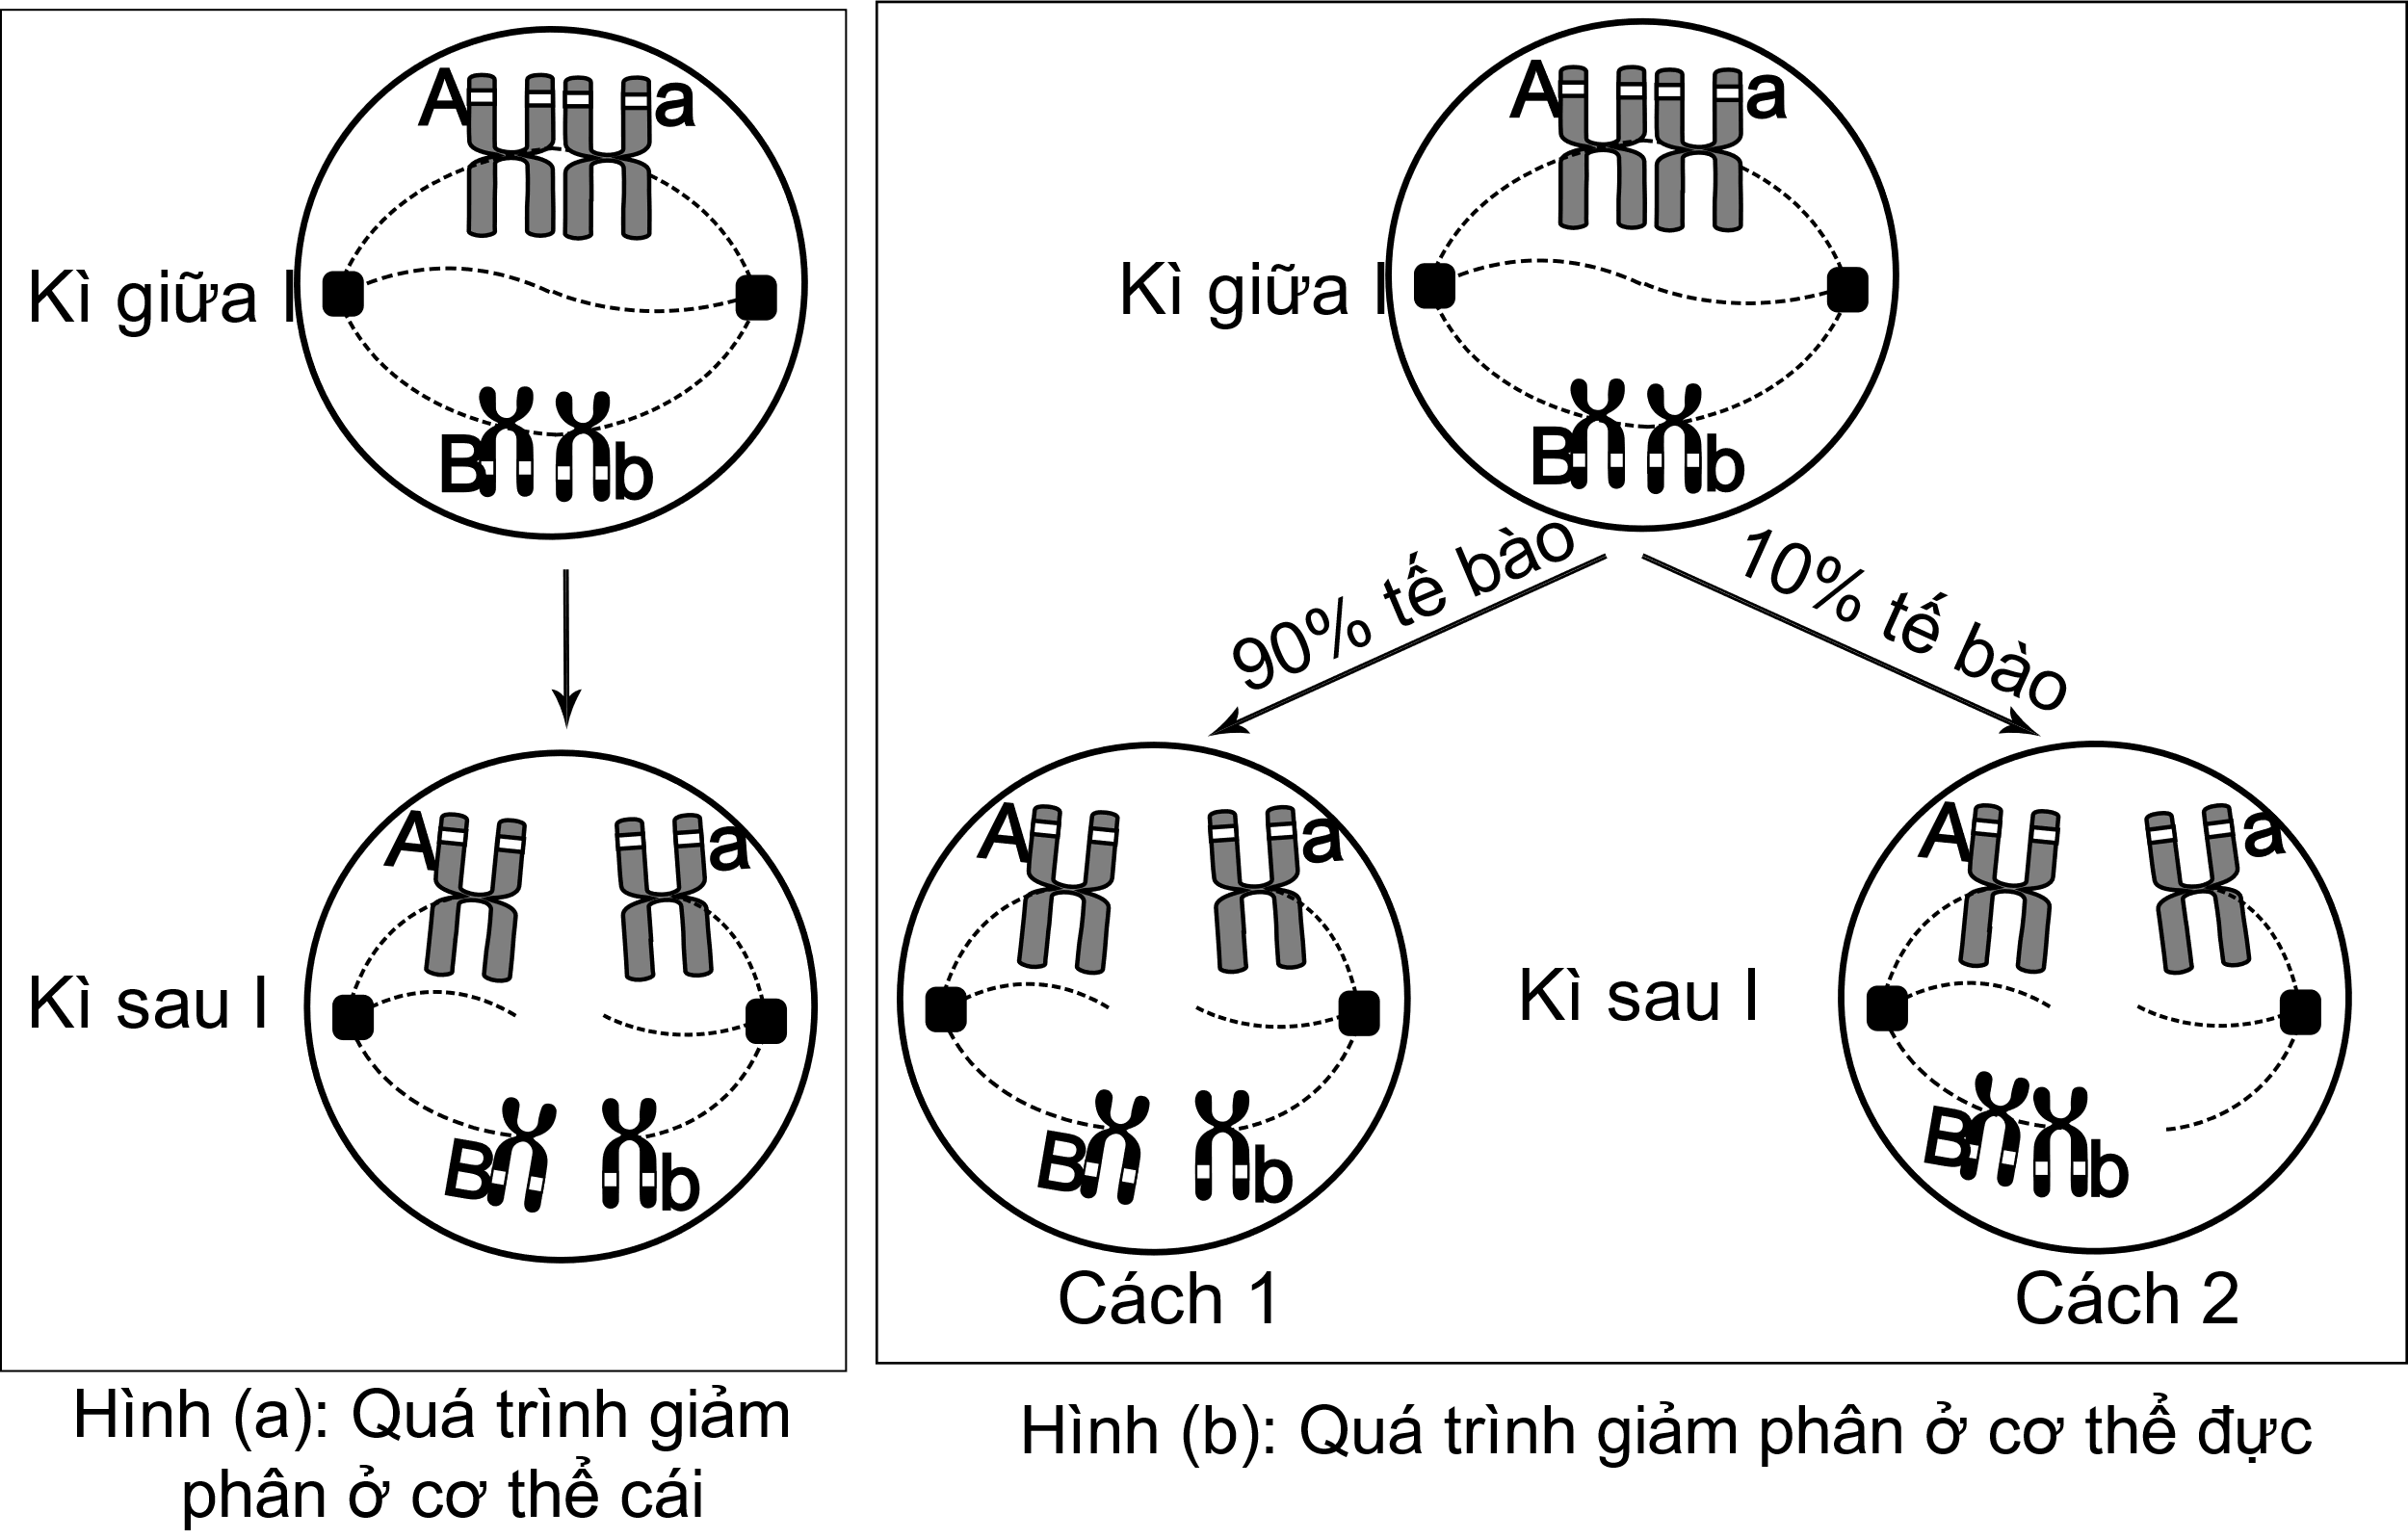 A a
Kì giữa I
B b
Kì sau I
A a
B b
Hình (a): Quá trình giảm
phân ở cơ thể cái
A a
Kì giữa I
B b
90% tế bào
10% tế bào
A a
B b
Cách 1
Kì sau I
A a
B b
Cách 2
Hình (b): Quá trình giảm phân ở cơ thể đực